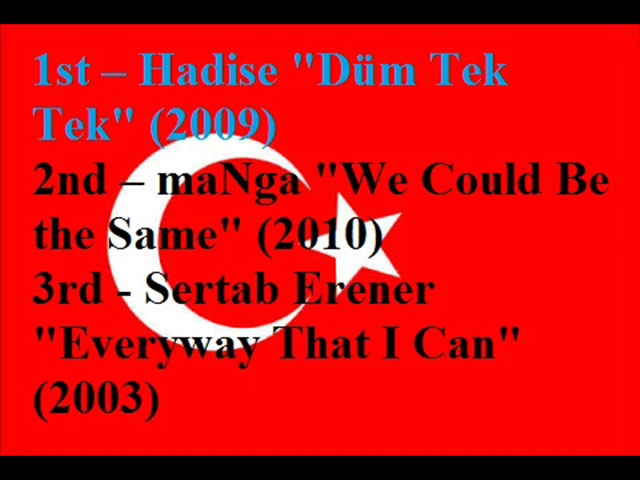 1st – Hadise "Düm Tek
Tek" (2009)
2nd – maNga "We Could Be
the Same" (2010)
3rd - Sertab Erener
"Everyway That I Can"
(2003)